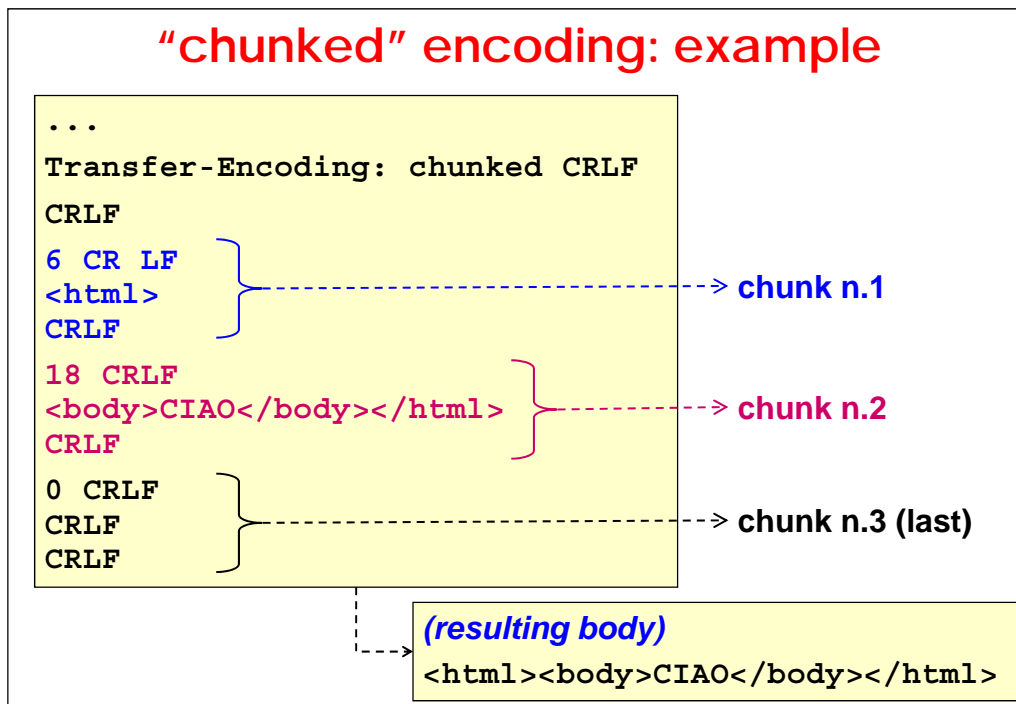 “chunked” encoding: example
...
Transfer-Encoding: chunked CRLF
CRLF
6 CR LF
<html>
CRLF
chunk n.1
18 CRLF
<body>CIAO</body></html>
CRLF
chunk n.2
0 CRLF
CRLF
CRLF
chunk n.3 (last)
(resulting body)
<html><body>CIAO</body></html>